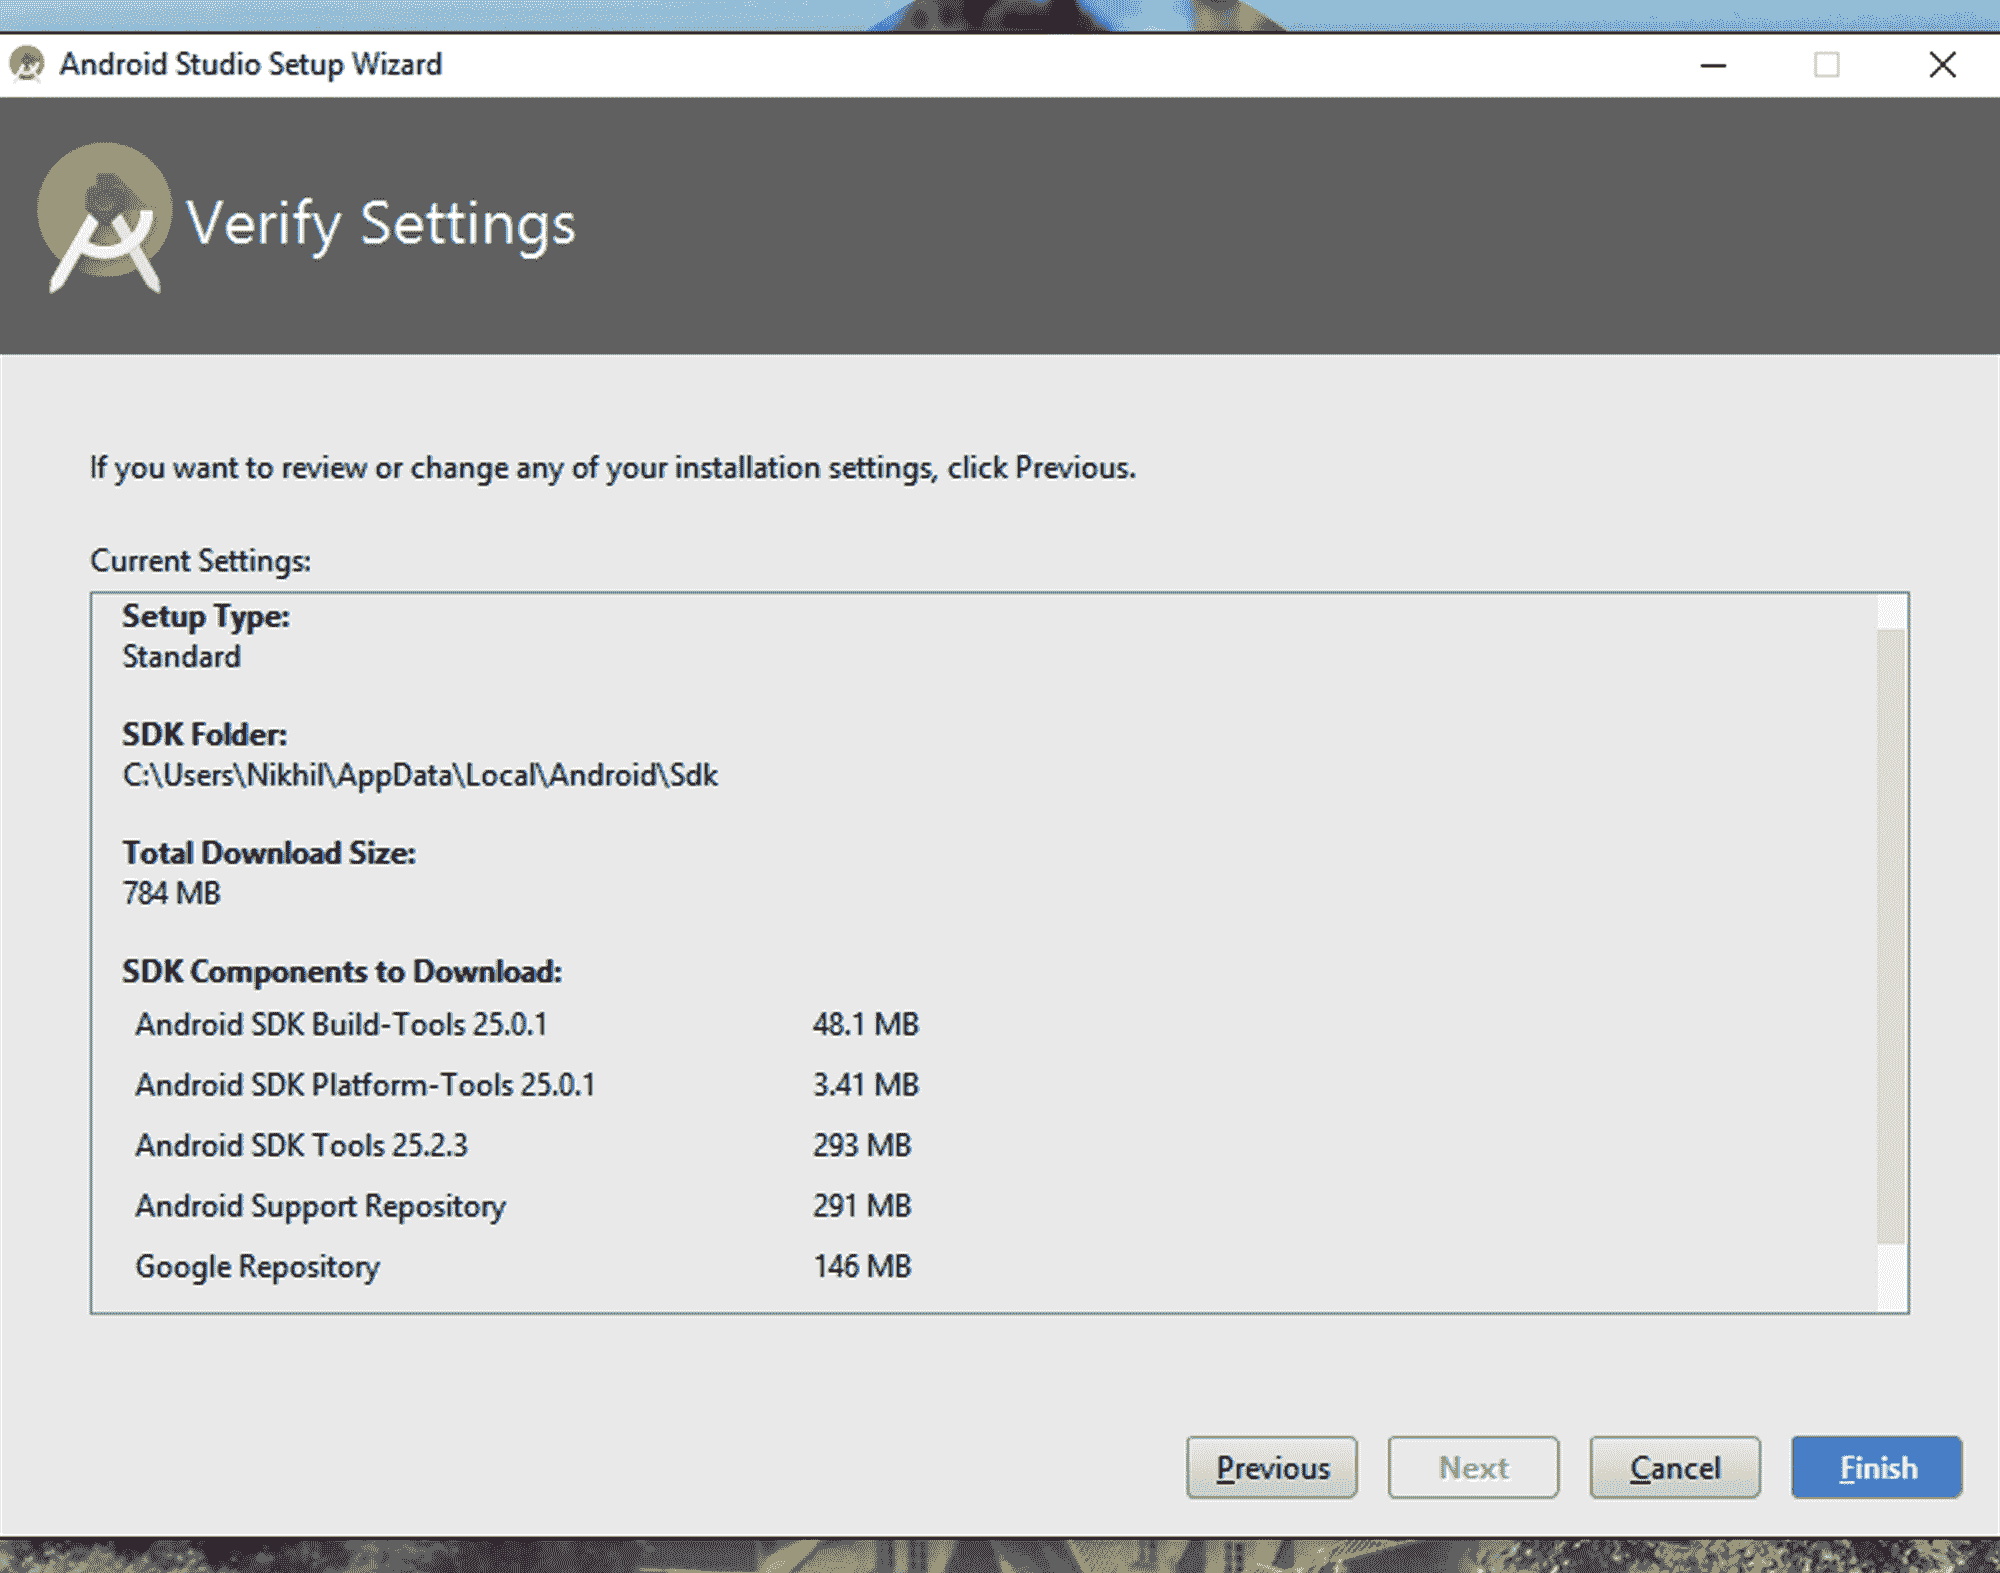 Android Studio Setup Wizard
Verify Settings
If you want to review or change any of your installation settings, click Previous.
Current Settings:
Setup Type:
Standard
SDK Folder:
C:\Users\Nikhil\AppData\Local\Android\Sdk
Total Download Size:
784 MB
SDK Components to Download:
Android SDK Build-Tools 25.0.1 48.1 MB
Android SDK Platform-Tools 25.0.1 3.41 MB
Android SDK Tools 25.2.3 293 MB
Android Support Repository 291 MB
Google Repository 146 MB
Previous Next Cancel Finish